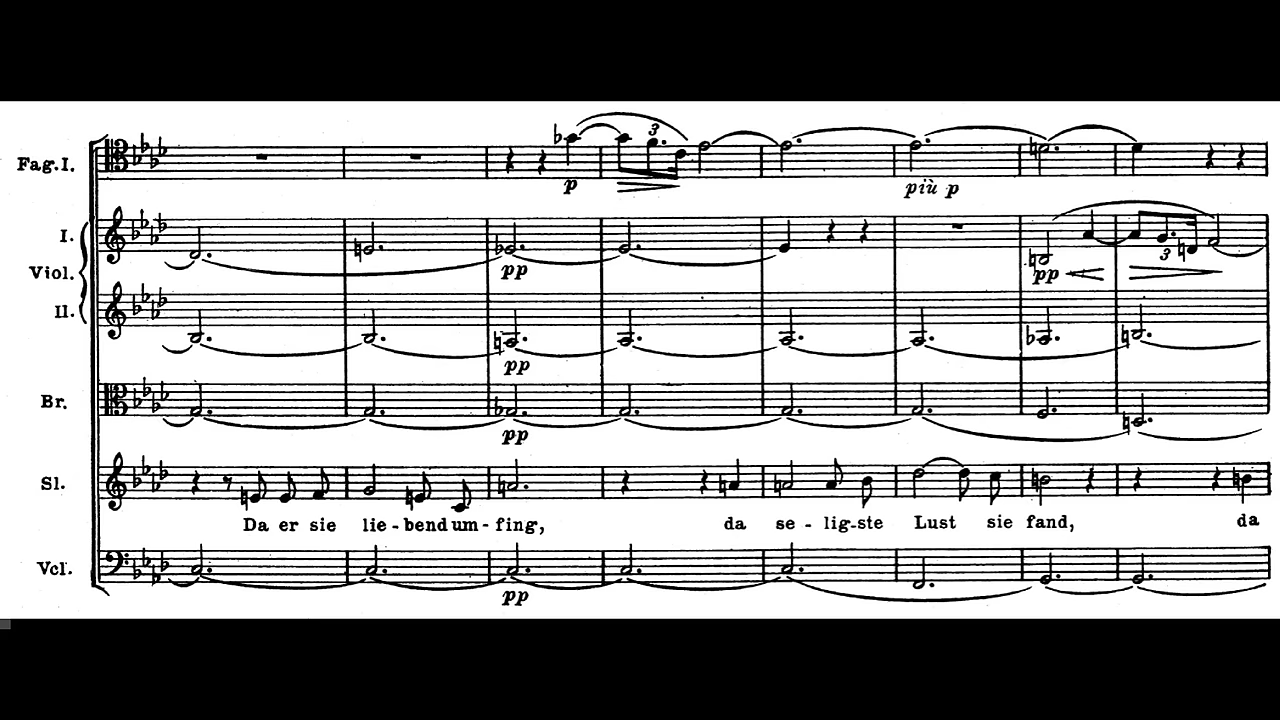 Fag. I.
3
p
più p
I.
Viol.
pp
pp
3
II.
pp
Br.
pp
Sl.
Da er sie lie - bend um - fing, da se - lig - ste Lust sie fand, da
Vcl.
pp